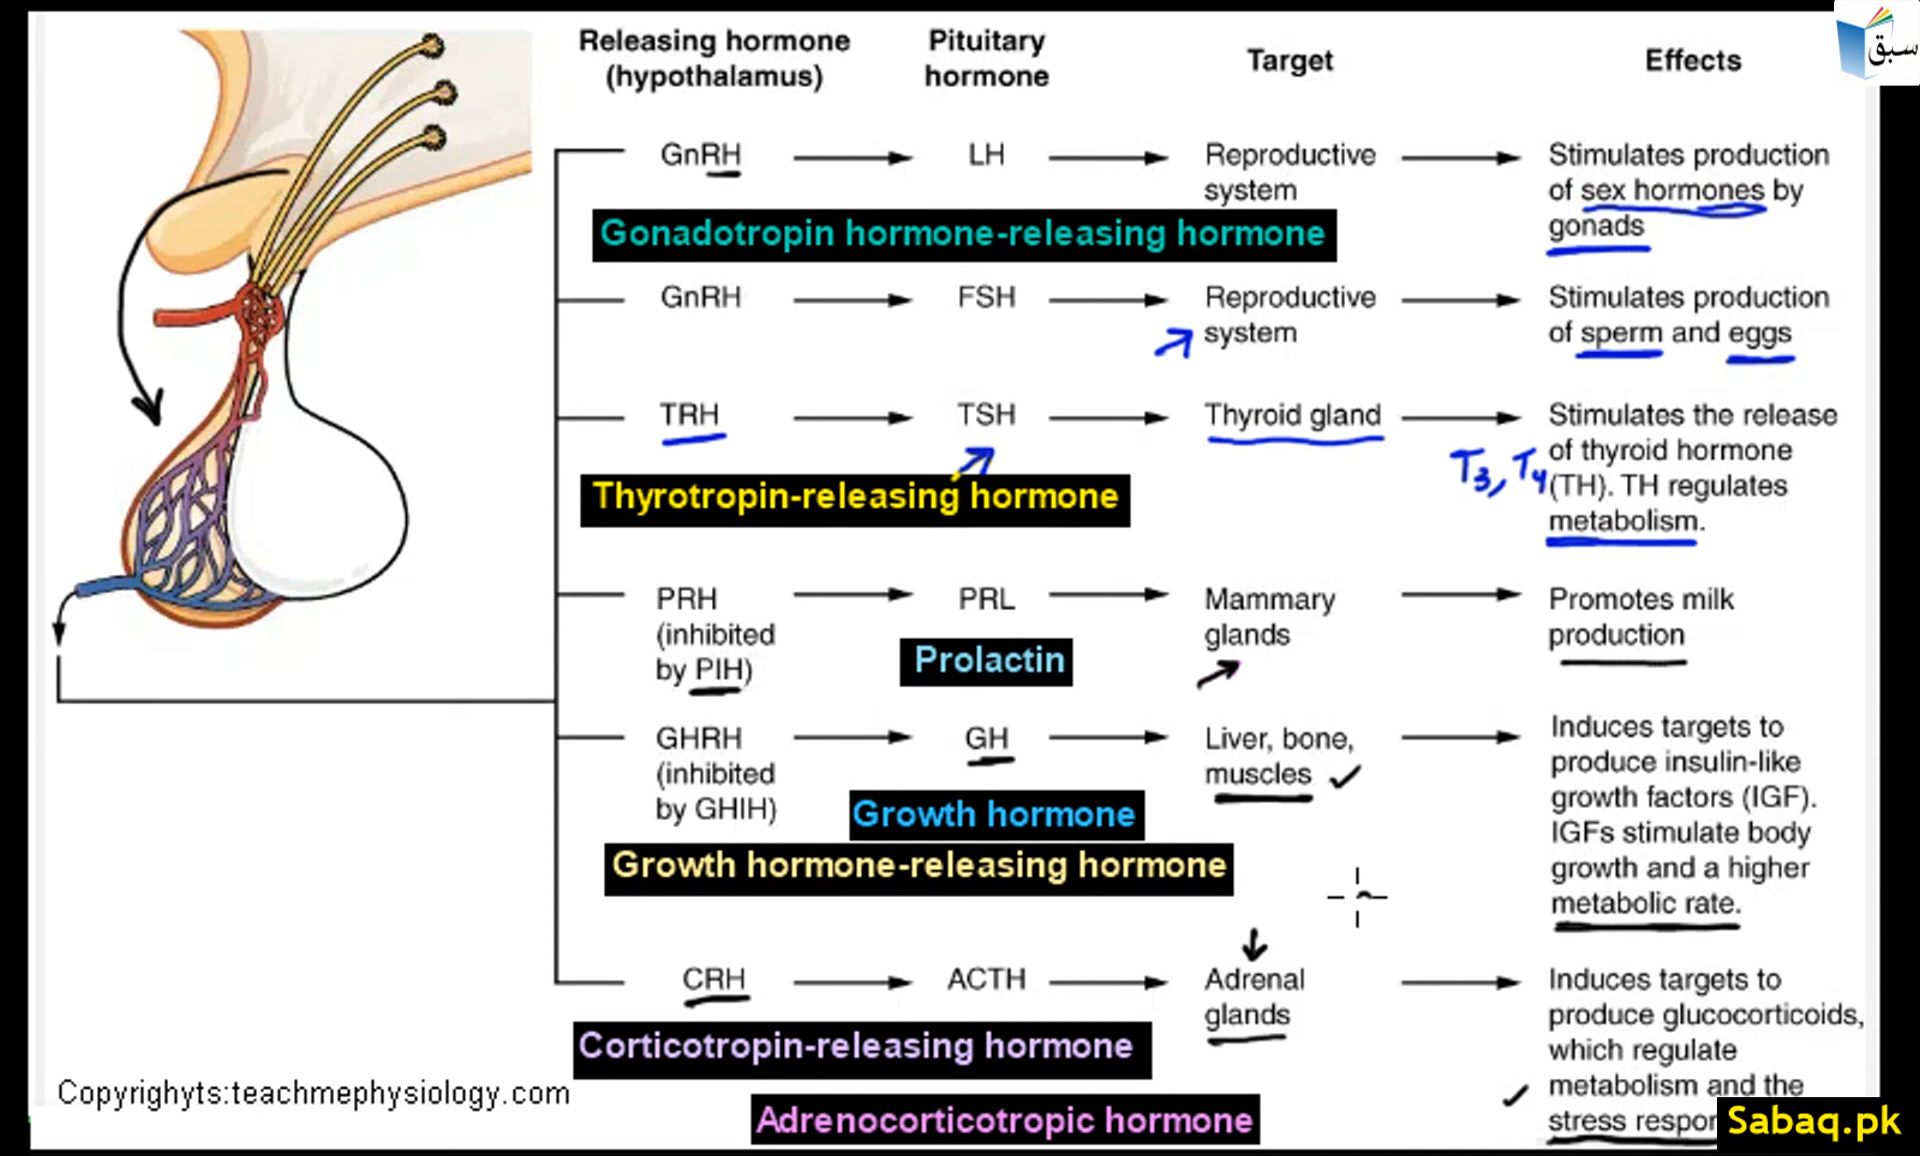 سبق
Releasing hormone
(hypothalamus)
Pituitary
hormone
Target
Effects
GnRH
LH
Reproductive
system
Stimulates production
of sex hormones by
gonads
Gonadotropin hormone-releasing hormone
GnRH
FSH
Reproductive
system
Stimulates production
of sperm and eggs
TRH
TSH
Thyroid gland
Stimulates the release
of thyroid hormone
(TH). TH regulates
metabolism.
T3, T4
Thyrotropin-releasing hormone
PRH
(inhibited
by PIH)
PRL
Prolactin
Mammary
glands
Promotes milk
production
GHRH
(inhibited
by GHIH)
GH
Growth hormone
Liver, bone,
muscles
Induces targets to
produce insulin-like
growth factors (IGF).
IGFs stimulate body
growth and a higher
metabolic rate.
Growth hormone-releasing hormone
CRH
ACTH
Adrenal
glands
Induces targets to
produce glucocorticoids,
which regulate
metabolism and the
stress respor
Corticotropin-releasing hormone
Adrenocorticotropic hormone
Copyrighyts:teachmephysiology.com
Sabaq.pk